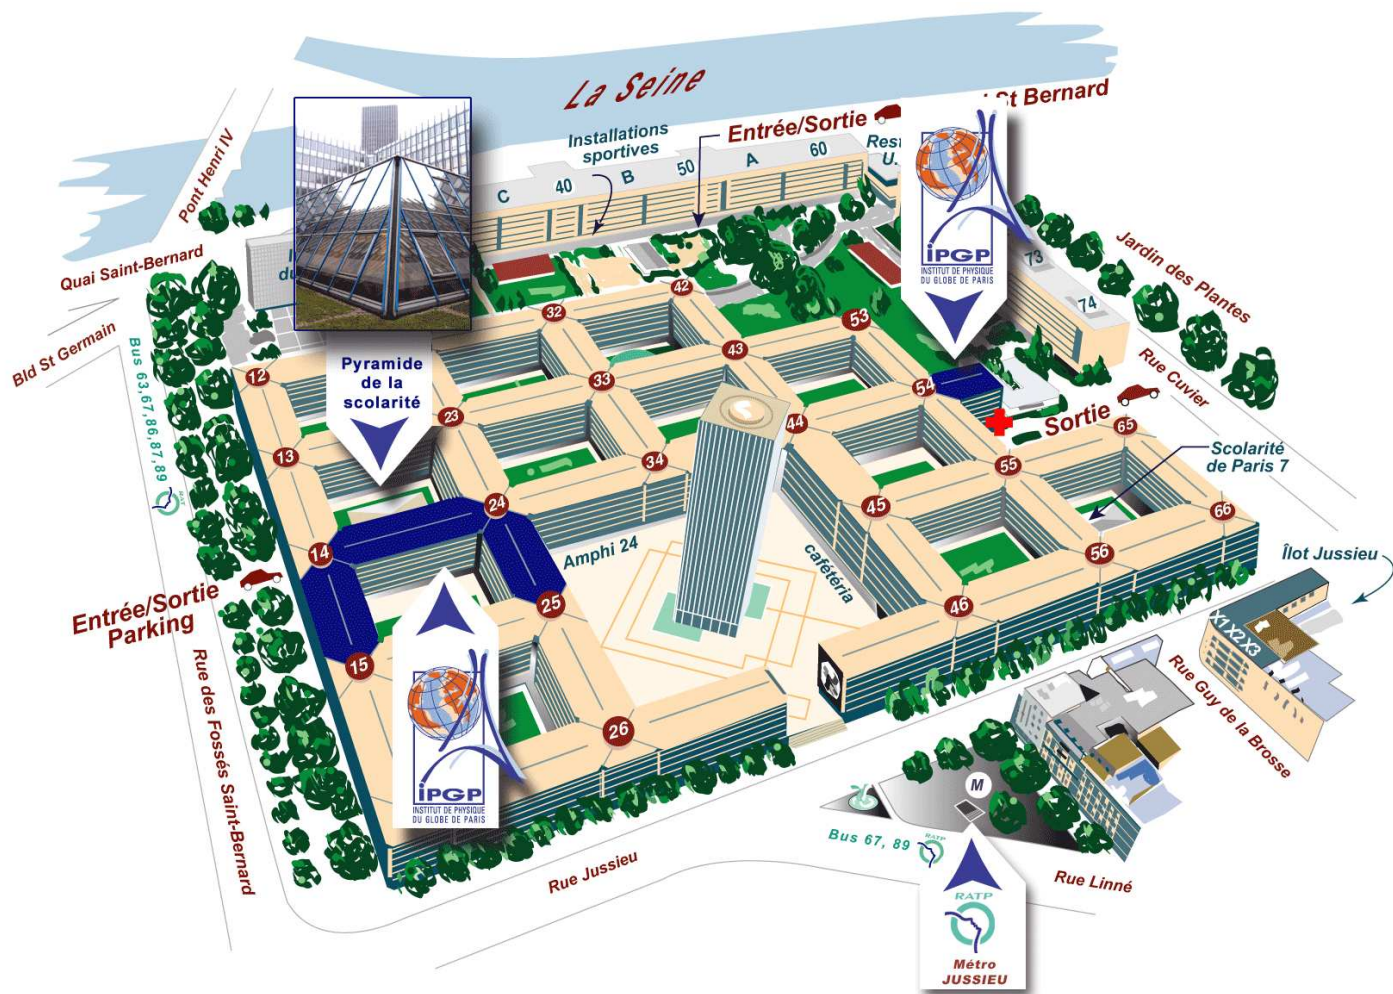 La Seine
Pont Henri IV
Installations
sportives
Entrée/Sortie
St Bernard
Rest
U.
C
40
B
50
A
60
Quai Saint-Bernard
Bld St Germain
Bus 63,67,86,87,89
RATP
Jardin des Plantes
73
74
Rue Cuvier
IPGP
INSTITUT DE PHYSIQUE
DU GLOBE DE PARIS
Pyramide
de la
scolarité
12
32
42
53
13
23
33
43
54
14
24
34
44
55
65
Sortie
Scolarité
de Paris 7
15
25
45
56
66
Amphi 24
cafétéria
26
46
Îlot Jussieu
X1 X2 X3
Entrée/Sortie
Parking
Rue des Fossés Saint-Bernard
IPGP
INSTITUT DE PHYSIQUE
DU GLOBE DE PARIS
Rue Guy de la Brosse
M
Bus 67, 89
RATP
Rue Jussieu
Rue Linné
RATP
Métro
JUSSIEU